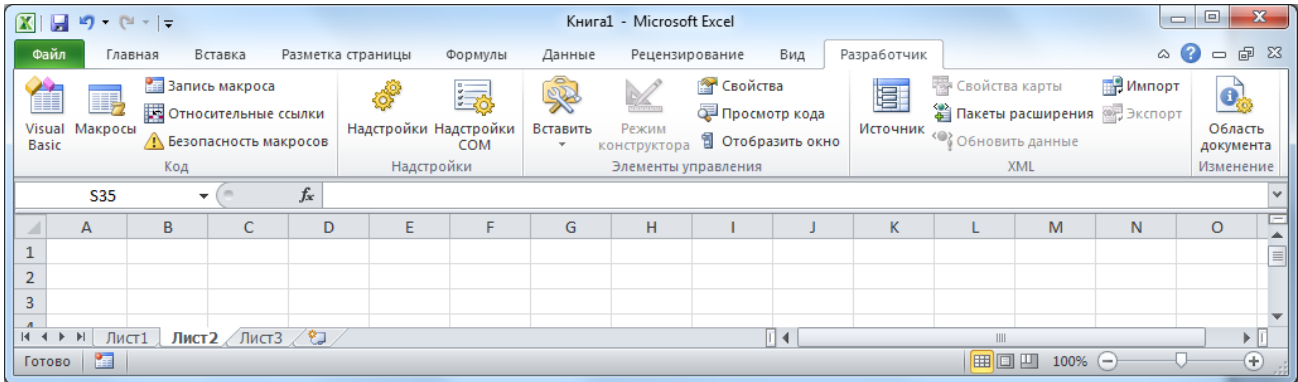 Книга1 - Microsoft Excel
Файл Главная Вставка Разметка страницы Формулы Данные Рецензирование Вид Разработчик
Visual Basic
Макросы
Запись макроса
Относительные ссылки
Безопасность макросов
Код
Надстройки
Надстройки COM
Надстройки
Вставить
Режим конструктора
Свойства
Просмотр кода
Отобразить окно
Элементы управления
Источник
Свойства карты
Пакеты расширения
Обновить данные
Импорт
Экспорт
XML
Область документа
Изменение
S35 fx
A B C D E F G H I J K L M N O
1
2
3
4
Лист1 Лист2 Лист3
Готово 100%